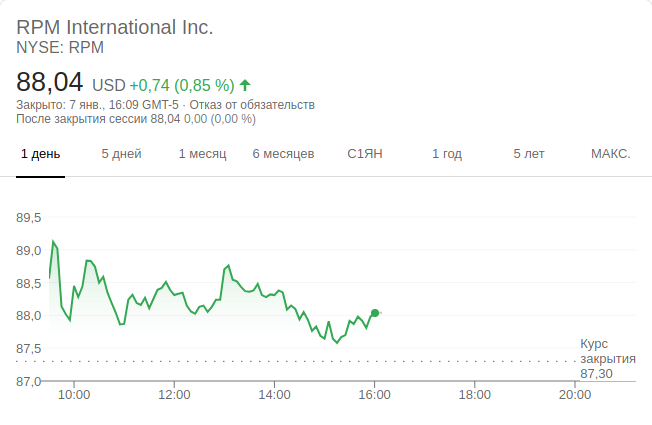 RPM International Inc.
NYSE: RPM
88,04 USD +0,74 (0,85 %)
Закрыто: 7 янв., 16:09 GMT-5 · Отказ от обязательств
После закрытия сессии 88,04 0,00 (0,00 %)
1 день 5 дней 1 месяц 6 месяцев С1ЯН 1 год 5 лет МАКС.
89,5
89,0
88,5
88,0
87,5
87,0
Курс
закрытия
87,30
10:00 12:00 14:00 16:00 18:00 20:00